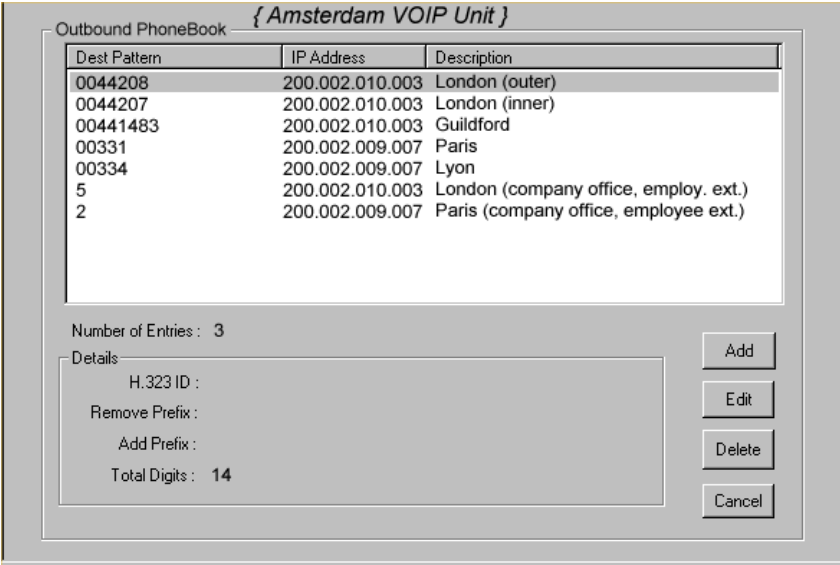 { Amsterdam VOIP Unit }
Outbound PhoneBook
Dest Pattern IP Address Description
0044208 200.002.010.003 London (outer)
0044207 200.002.010.003 London (inner)
00441483 200.002.010.003 Guildford
00331 200.002.009.007 Paris
00334 200.002.009.007 Lyon
5 200.002.010.003 London (company office, employ. ext.)
2 200.002.009.007 Paris (company office, employee ext.)
Number of Entries : 3
Details
H.323 ID :
Remove Prefix :
Add Prefix :
Total Digits : 14
Add
Edit
Delete
Cancel